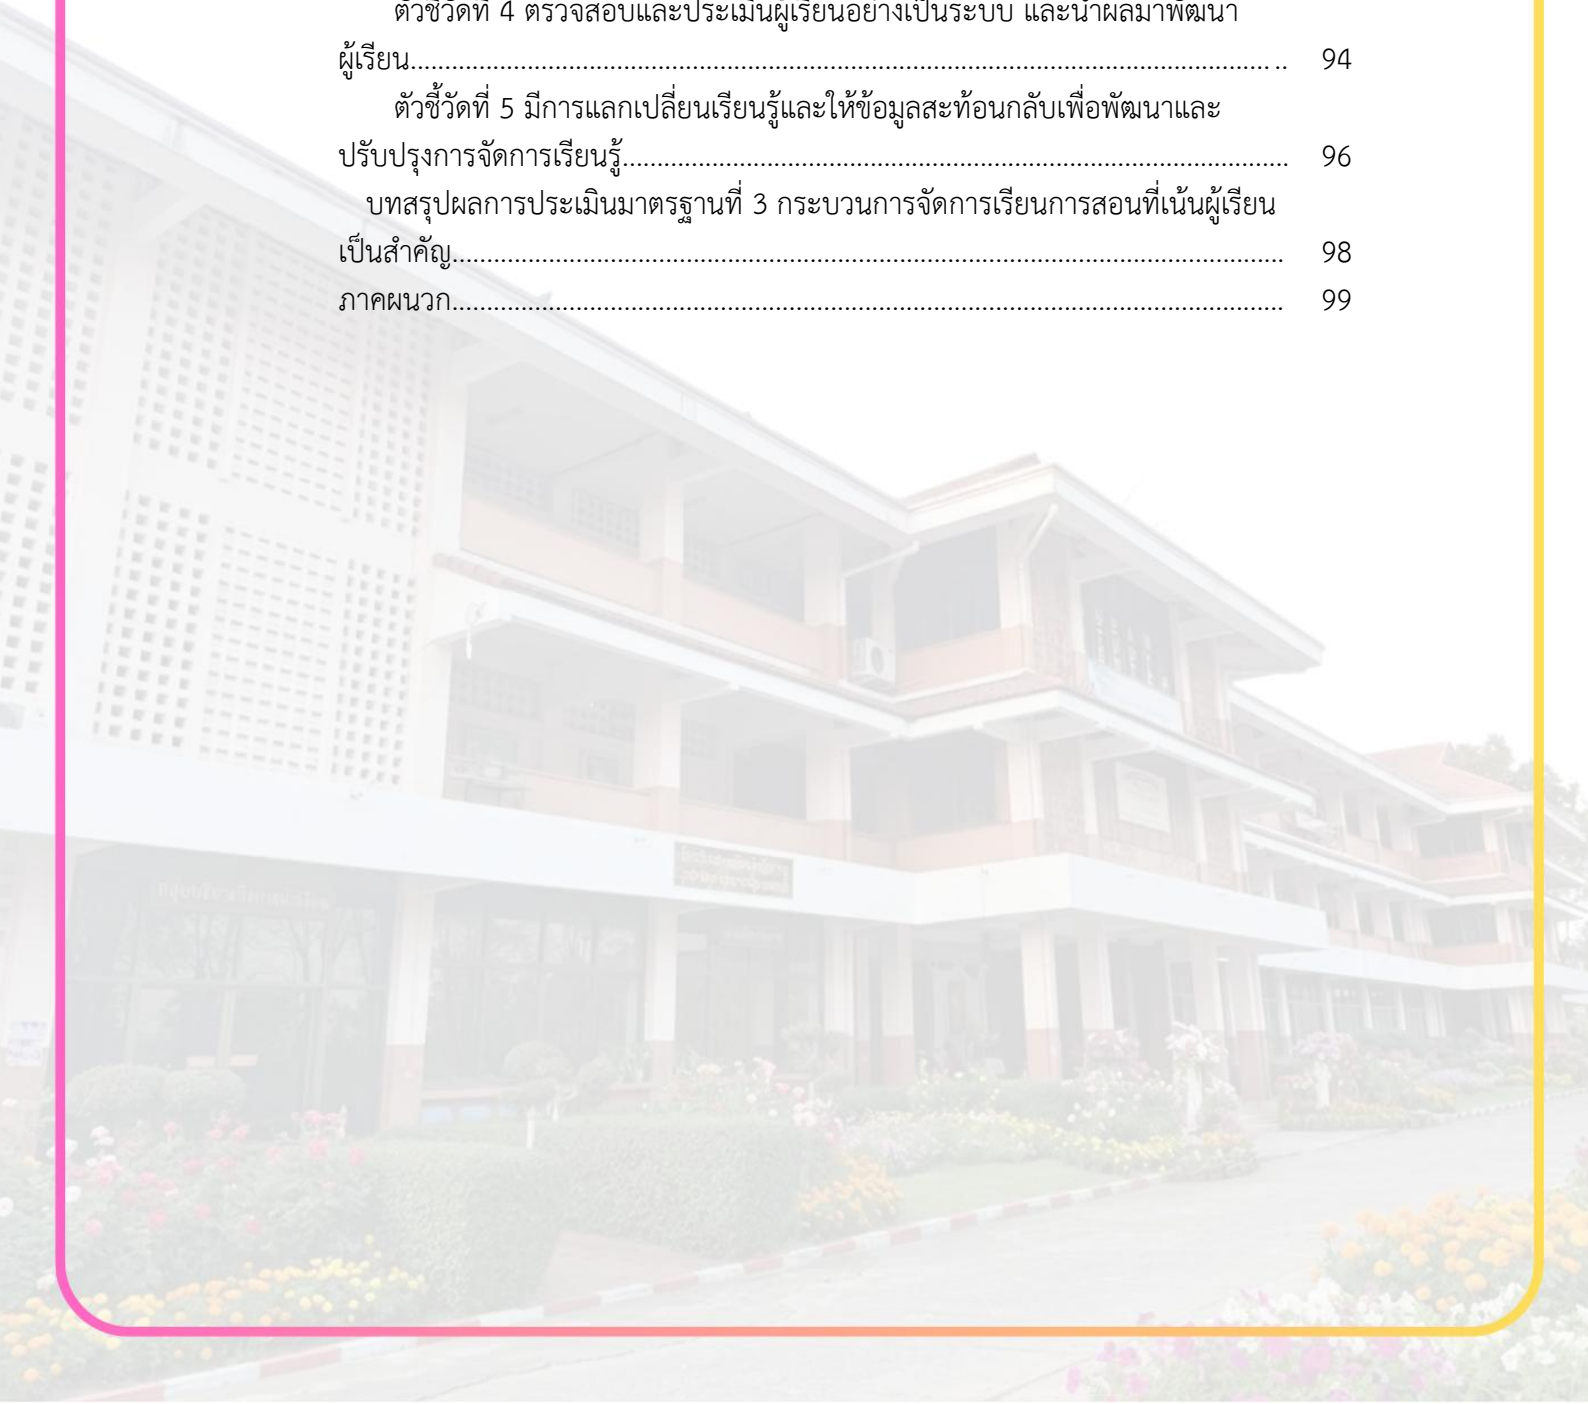 ตัวชี้วัดที่ 4 ตรวจสอบและประเมินผู้เรียนอย่างเป็นระบบ และนำผลมาพัฒนา
ผู้เรียน.............................................................................................................................. 94
ตัวชี้วัดที่ 5 มีการแลกเปลี่ยนเรียนรู้และให้ข้อมูลสะท้อนกลับเพื่อพัฒนาและ
ปรับปรุงการจัดการเรียนรู้................................................................................................. 96
บทสรุปผลการประเมินมาตรฐานที่ 3 กระบวนการจัดการเรียนการสอนที่เน้นผู้เรียน
เป็นสำคัญ......................................................................................................................... 98
ภาคผนวก......................................................................................................................... 99